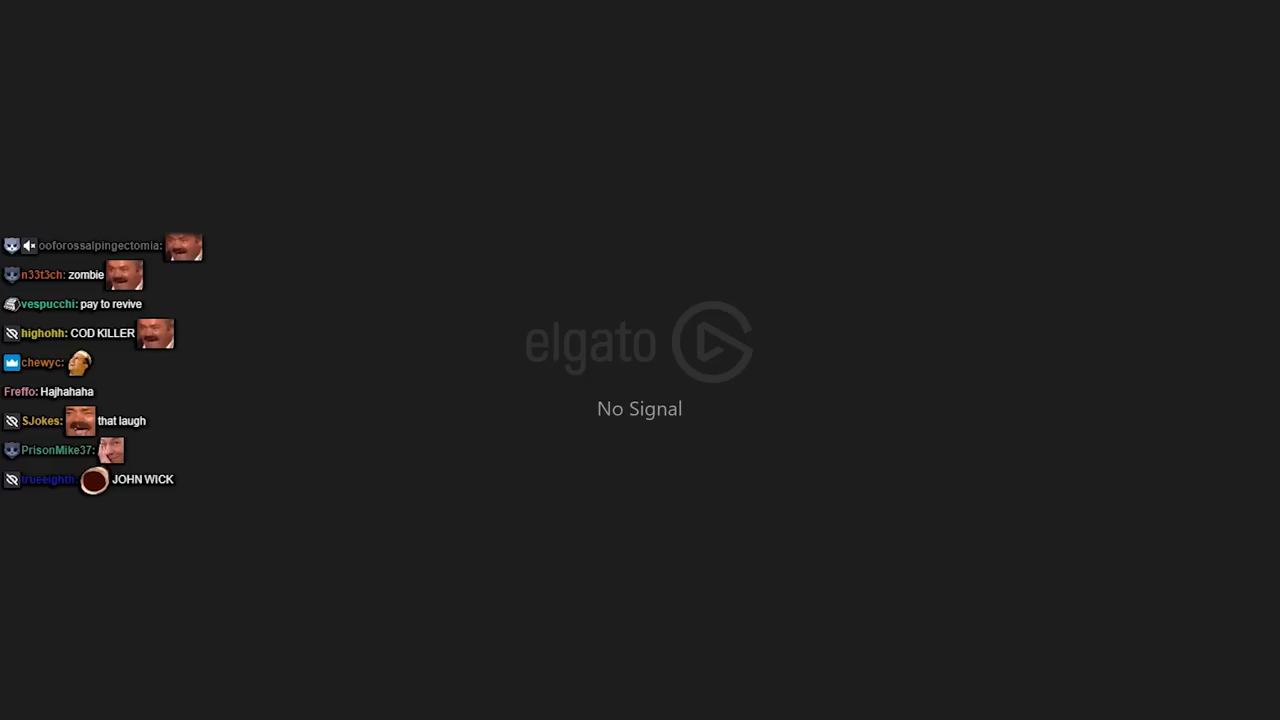 ooforossalpingectomia:
n33t3ch: zombie
vespucchi: pay to revive
highohh: COD KILLER
chewyc:
Freffo: Hajhahaha
SJokes: that laugh
PrisonMike37:
trueeighth: JOHN WICK
elgato
No Signal